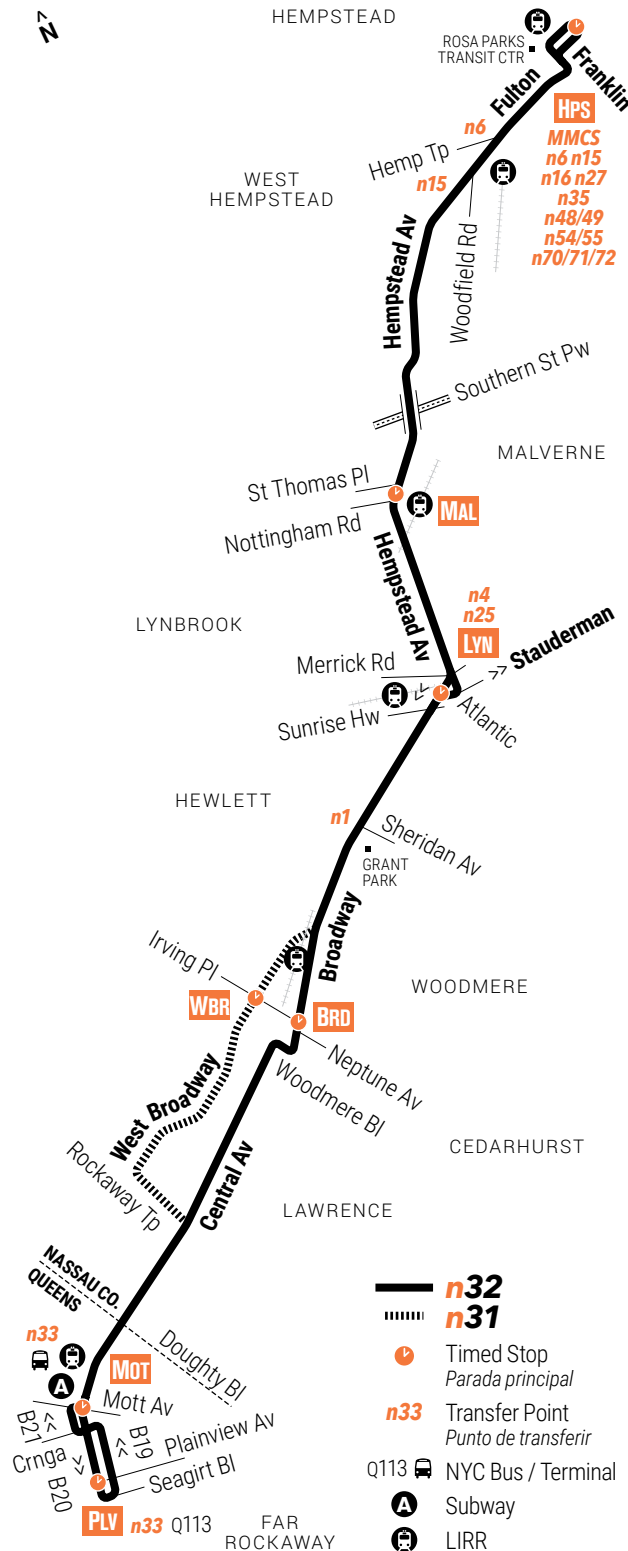 N
HEMPSTEAD
ROSA PARKS
TRANSIT CTR
Franklin
Fulton
HPS
MMCS
n6 n15
n16 n27
n35
n48/49
n54/55
n70/71/72
n6
Hemp Tp
n15
WEST
HEMPSTEAD
Woodfield Rd
Hempstead Av
Southern St Pw
MALVERNE
St Thomas Pl
MAL
Nottingham Rd
Hempstead Av
n4
n25
LYN
LYNBROOK
Stauderman
Merrick Rd
Atlantic
Sunrise Hw
HEWLETT
n1
Sheridan Av
GRANT
PARK
Broadway
Irving Pl
WOODMERE
WBR
BRD
Neptune Av
Woodmere Bl
West Broadway
CEDARHURST
Rockaway Tp
Central Av
LAWRENCE
NASSAU CO.
QUEENS
n33
Doughty Bl
MOT
A
Mott Av
B21
B19
Crnga
Plainview Av
B20
Seagirt Bl
PLV
n33 Q113
FAR
ROCKAWAY
n32
n31
Timed Stop
Parada principal
n33 Transfer Point
Punto de transferir
Q113 NYC Bus / Terminal
A Subway
LIRR